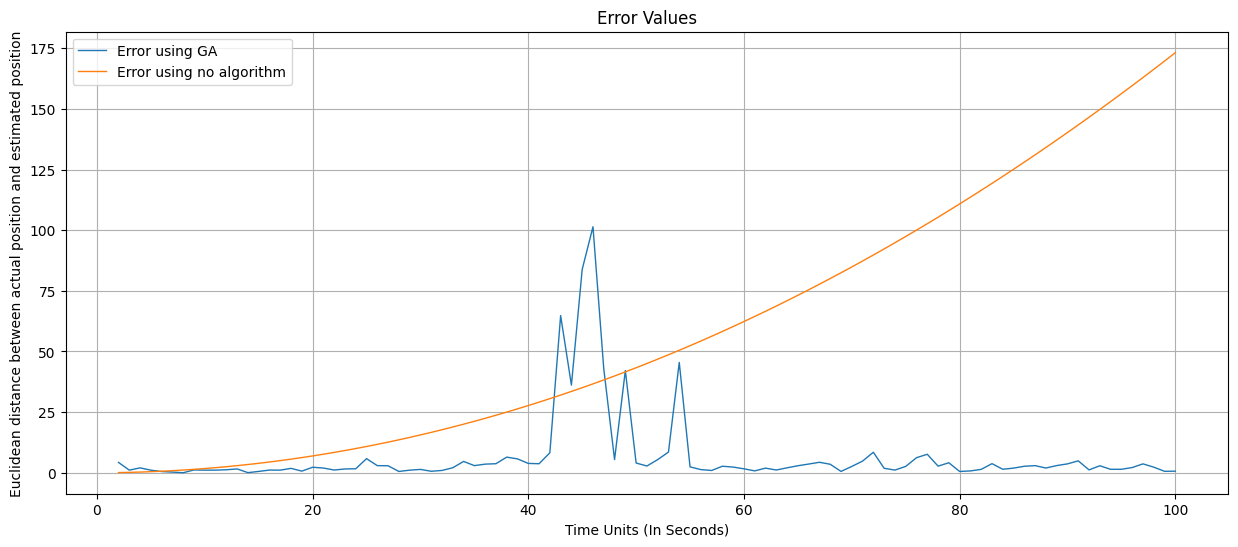 Error Values
Error using GA
Error using no algorithm
Euclidean distance between actual position and estimated position
175
150
125
100
75
50
25
0
0 20 40 60 80 100
Time Units (In Seconds)